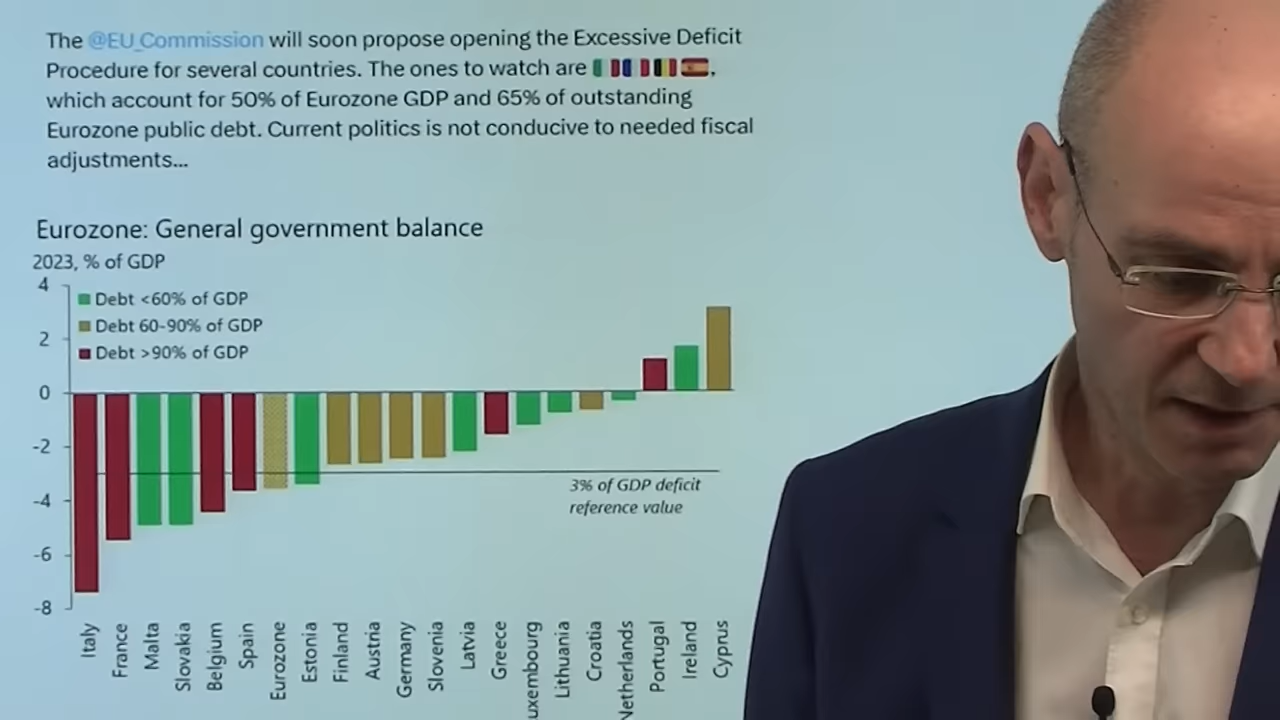 The @EU_Commission will soon propose opening the Excessive Deficit
Procedure for several countries. The ones to watch are 🇮🇹🇫🇷🇧🇪🇪🇸,
which account for 50% of Eurozone GDP and 65% of outstanding
Eurozone public debt. Current politics is not conducive to needed fiscal
adjustments...
Eurozone: General government balance
2023, % of GDP
4
Debt <60% of GDP
Debt 60-90% of GDP
2
Debt >90% of GDP
0
-2
3% of GDP deficit
reference value
-4
-6
-8
Italy
France
Malta
Slovakia
Belgium
Spain
Eurozone
Estonia
Finland
Austria
Germany
Slovenia
Latvia
Greece
uxembourg
Lithuania
Croatia
Netherlands
Portugal
Ireland
Cyprus